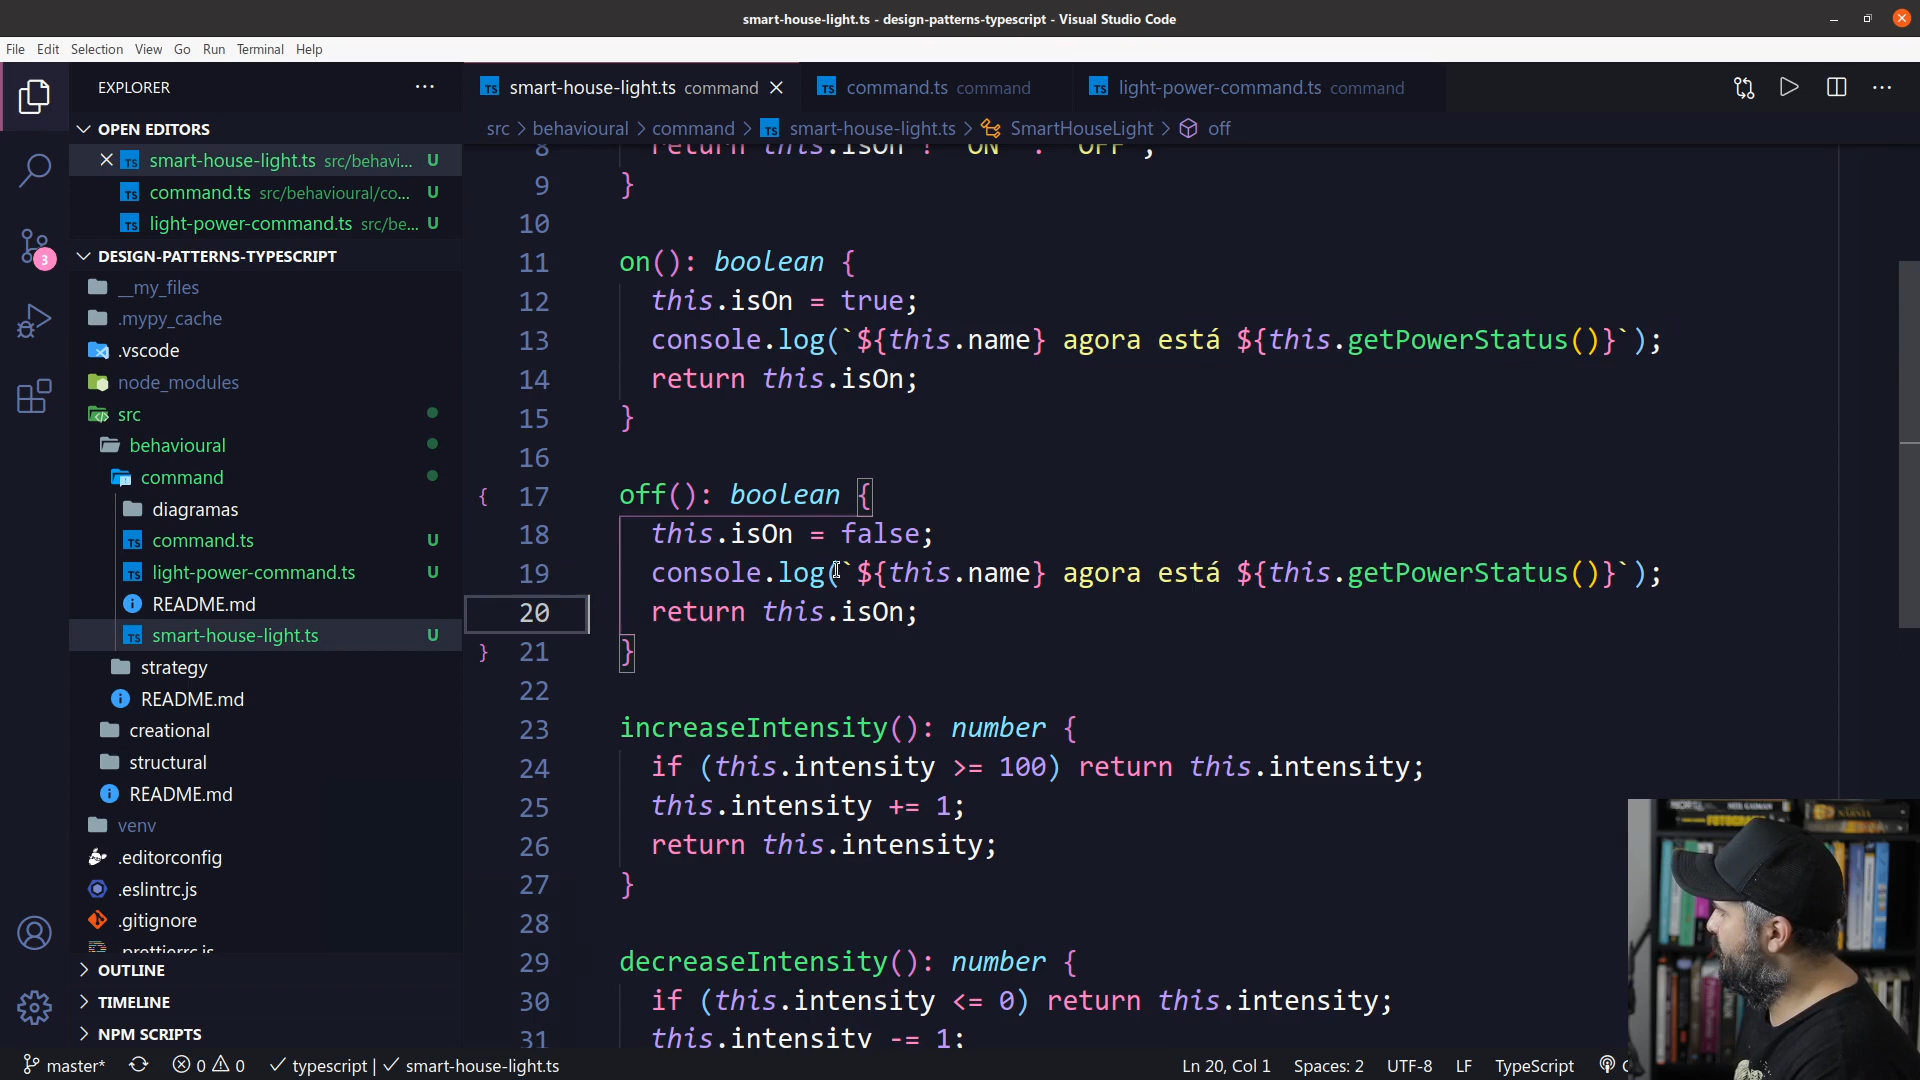 smart-house-light.ts - design-patterns-typescript - Visual Studio Code
File Edit Selection View Go Run Terminal Help
EXPLORER
OPEN EDITORS
smart-house-light.ts src/behavi... U
command.ts src/behavioural/co... U
light-power-command.ts src/be... U
DESIGN-PATTERNS-TYPESCRIPT
__my_files
.mypy_cache
.vscode
node_modules
src
behavioural
command
diagramas
command.ts U
light-power-command.ts U
README.md
smart-house-light.ts U
strategy
README.md
creational
structural
README.md
venv
.editorconfig
.eslintrc.js
.gitignore
.prettierrc.js
OUTLINE
TIMELINE
NPM SCRIPTS
3
smart-house-light.ts command
command.ts command
light-power-command.ts command
src > behavioural > command > smart-house-light.ts > SmartHouseLight > off
8 return this.isOn ? 'ON' : 'OFF';
9 }
10
11 on(): boolean {
12 this.isOn = true;
13 console.log(`${this.name} agora está ${this.getPowerStatus()}`);
14 return this.isOn;
15 }
16
17 off(): boolean {
18 this.isOn = false;
19 console.log(`${this.name} agora está ${this.getPowerStatus()}`);
20 return this.isOn;
21 }
22
23 increaseIntensity(): number {
24 if (this.intensity >= 100) return this.intensity;
25 this.intensity += 1;
26 return this.intensity;
27 }
28
29 decreaseIntensity(): number {
30 if (this.intensity <= 0) return this.intensity;
31 this.intensity -= 1;
master* 0 0 typescript | smart-house-light.ts Ln 20, Col 1 Spaces: 2 UTF-8 LF TypeScript